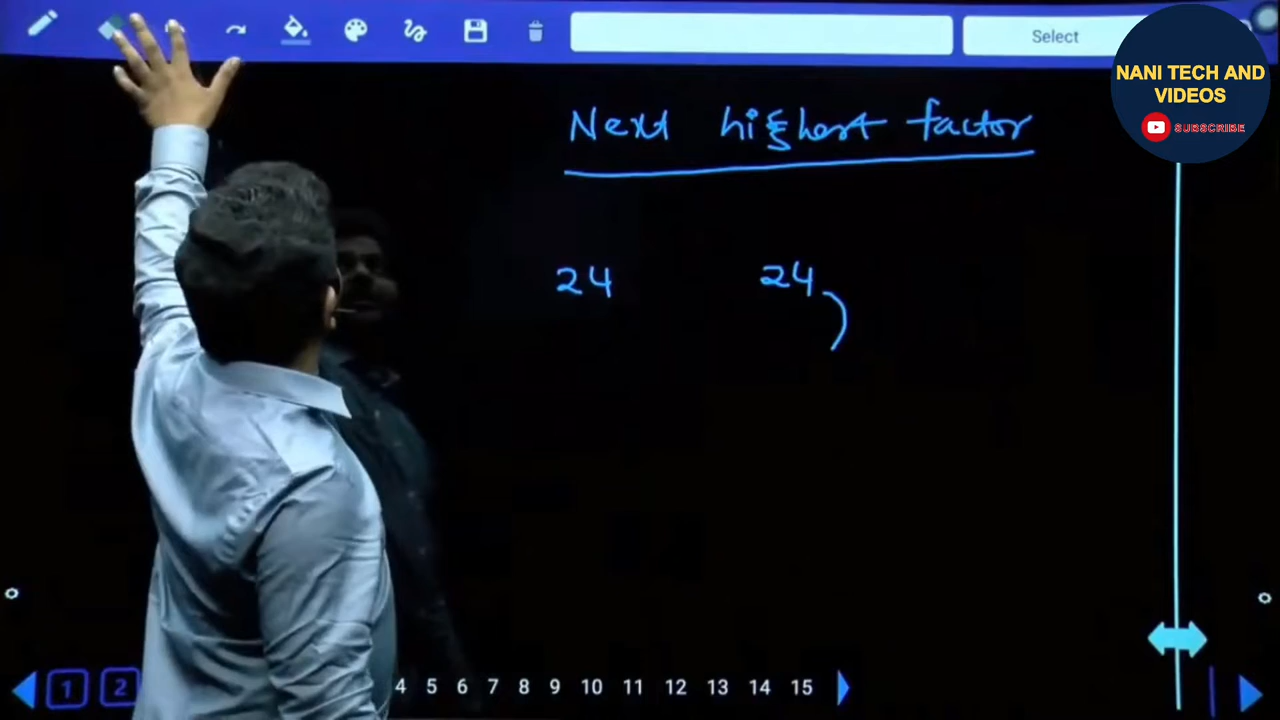 Select
NANI TECH AND
VIDEOS
SUBSCRIBE
Next highest factor
24 24
1 2 4 5 6 7 8 9 10 11 12 13 14 15